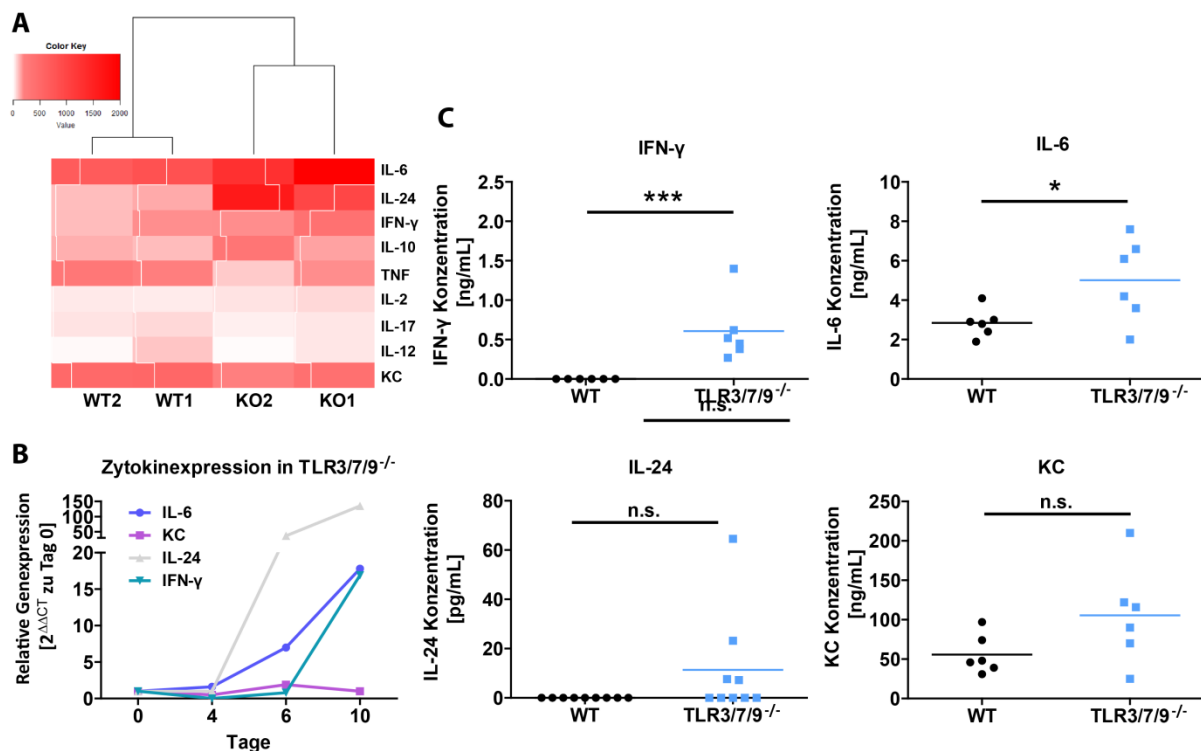 A
Color Key
0 500 1000 1500 2000
Value
IL-6
IL-24
IFN-γ
IL-10
TNF
IL-2
IL-17
IL-12
KC
WT2 WT1 KO2 KO1
B
Zytokinexpression in TLR3/7/9-/-
Relative Genexpression
[2ΔΔCT zu Tag 0]
150
100
50
20
15
10
5
0
IL-6
KC
IL-24
IFN-γ
0 4 6 10
Tage
C
IFN-γ
***
IFN-γ Konzentration
[ng/mL]
2.5
2.0
1.5
1.0
0.5
0.0
WT TLR3/7/9-/-
n.s.
IL-6
*
IL-6 Konzentration
[ng/mL]
10
8
6
4
2
0
WT TLR3/7/9-/-
IL-24
n.s.
IL-24 Konzentration
[pg/mL]
80
60
40
20
0
WT TLR3/7/9-/-
KC
n.s.
KC Konzentration
[ng/mL]
250
200
150
100
50
0
WT TLR3/7/9-/-